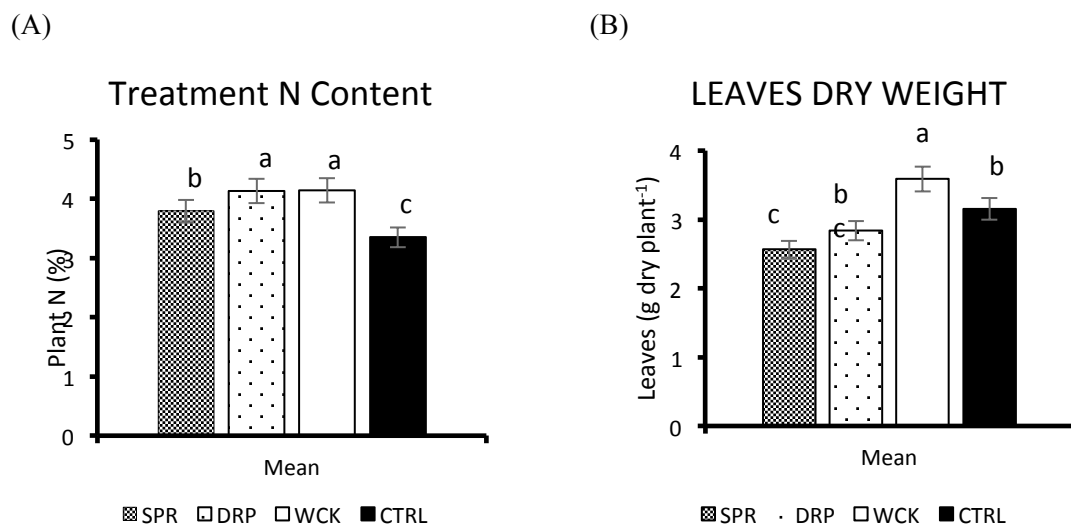 (A)
Treatment N Content
Plant N (%)
5
4
3
2
1
0
b
a
a
c
Mean
SPR DRP WCK CTRL
(B)
LEAVES DRY WEIGHT
Leaves (g dry plant⁻¹)
4
3
2
1
0
c
b
c
a
b
Mean
SPR DRP WCK CTRL